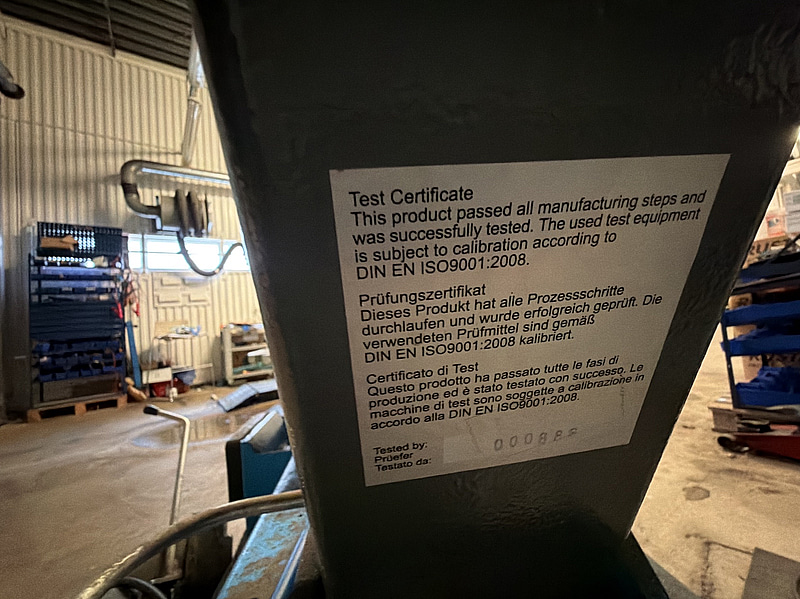 Test Certificate
This product passed all manufacturing steps and
was successfully tested. The used test equipment
is subject to calibration according to
DIN EN ISO9001:2008.
Prüfungszertifikat
Dieses Produkt hat alle Prozessschritte
durchlaufen und wurde erfolgreich geprüft. Die
verwendeten Prüfmittel sind gemäß
DIN EN ISO9001:2008 kalibriert.
Certificato di Test
Questo prodotto ha passato tutte le fasi di
produzione ed è stato testato con successo. Le
macchine di test sono soggette a calibrazione in
accordo alla DIN EN ISO9001:2008.
Tested by:
Prüefer
Testato da: